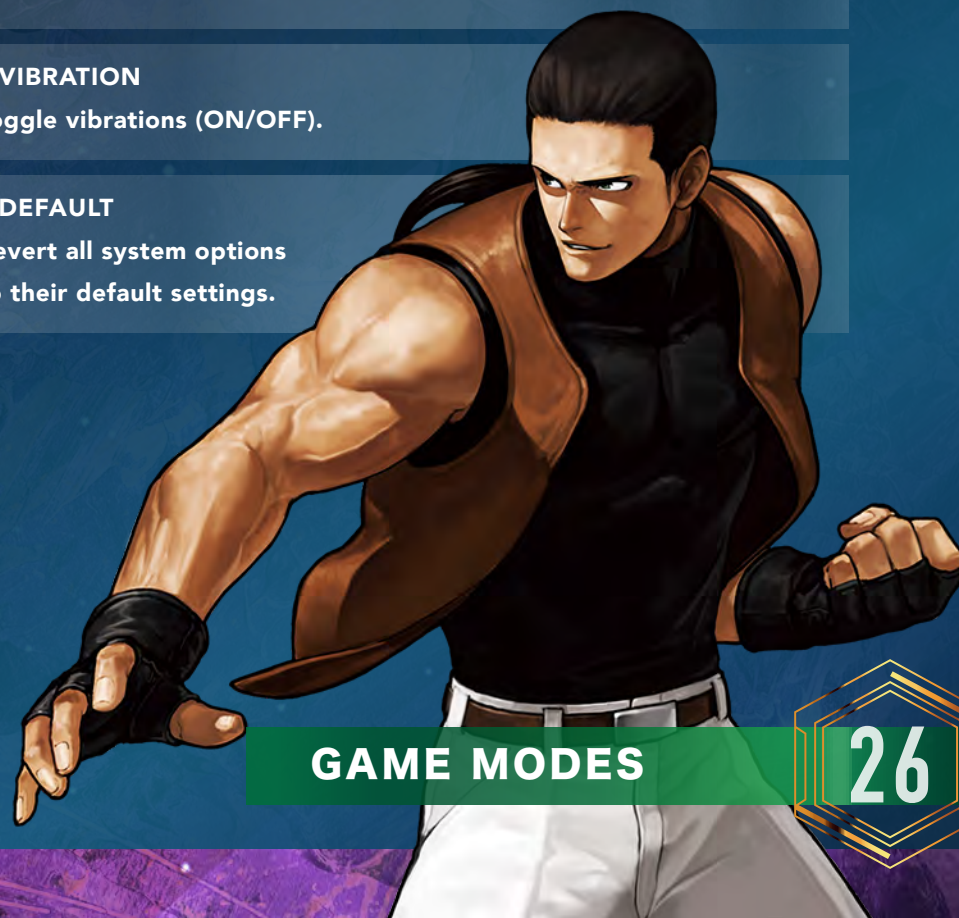 VIBRATION
oggle vibrations (ON/OFF).
DEFAULT
evert all system options
o their default settings.
GAME MODES
26